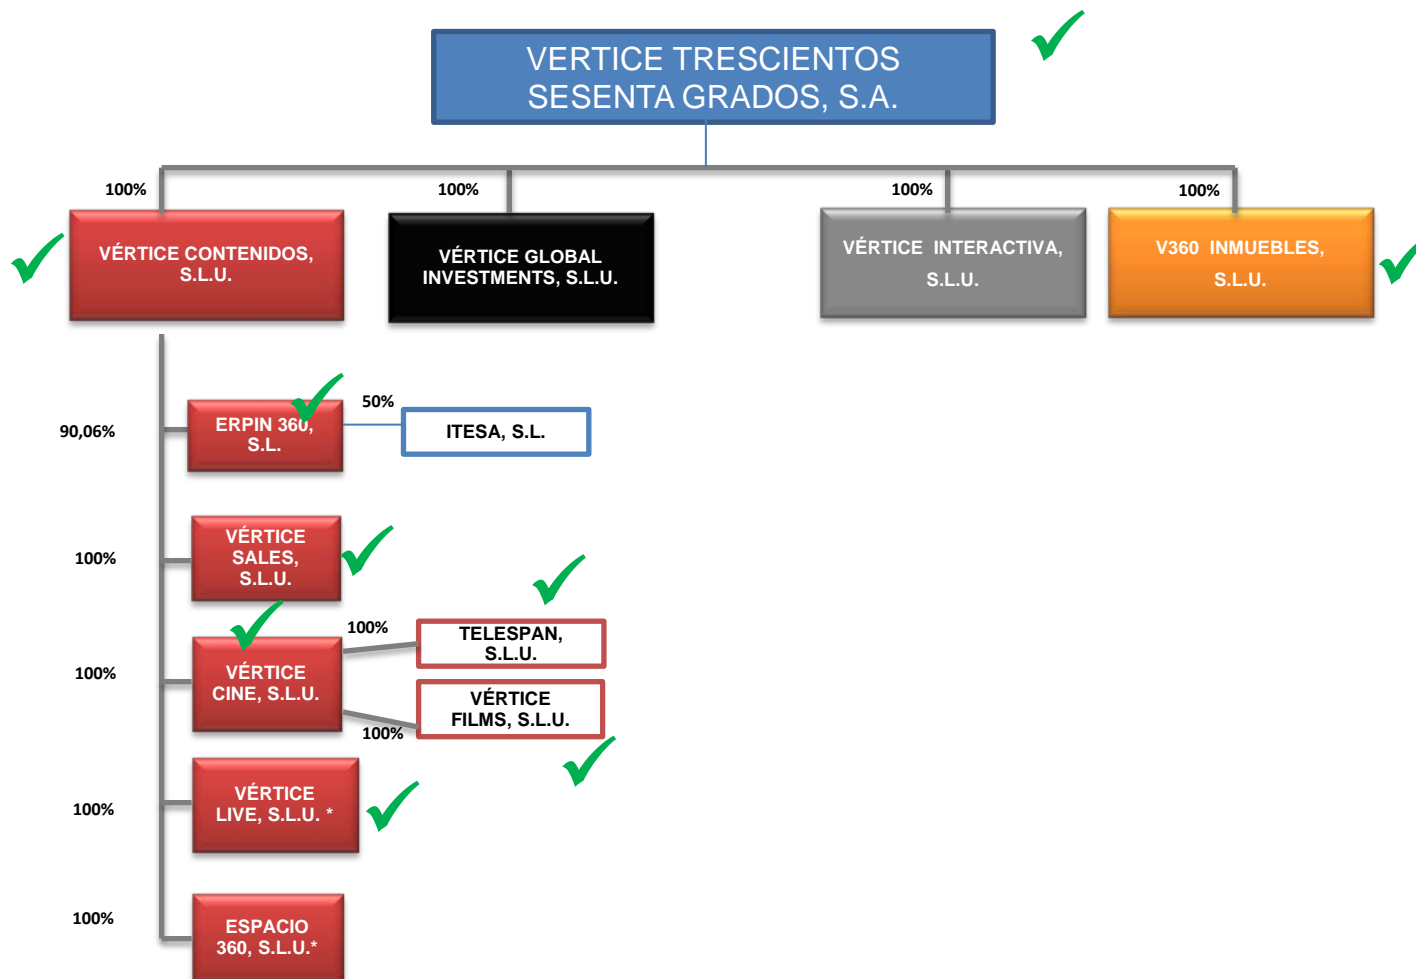 VERTICE TRESCIENTOS
SESENTA GRADOS, S.A.
100%
100%
100%
100%
VÉRTICE CONTENIDOS,
S.L.U.
VÉRTICE GLOBAL
INVESTMENTS, S.L.U.
VÉRTICE INTERACTIVA,
S.L.U.
V360 INMUEBLES,
S.L.U.
90,06%
ERPIN 360,
S.L.
50%
ITESA, S.L.
100%
VÉRTICE
SALES,
S.L.U.
100%
VÉRTICE
CINE, S.L.U.
100%
TELESPAN,
S.L.U.
100%
VÉRTICE
FILMS, S.L.U.
100%
VÉRTICE
LIVE, S.L.U. *
100%
ESPACIO
360, S.L.U.*